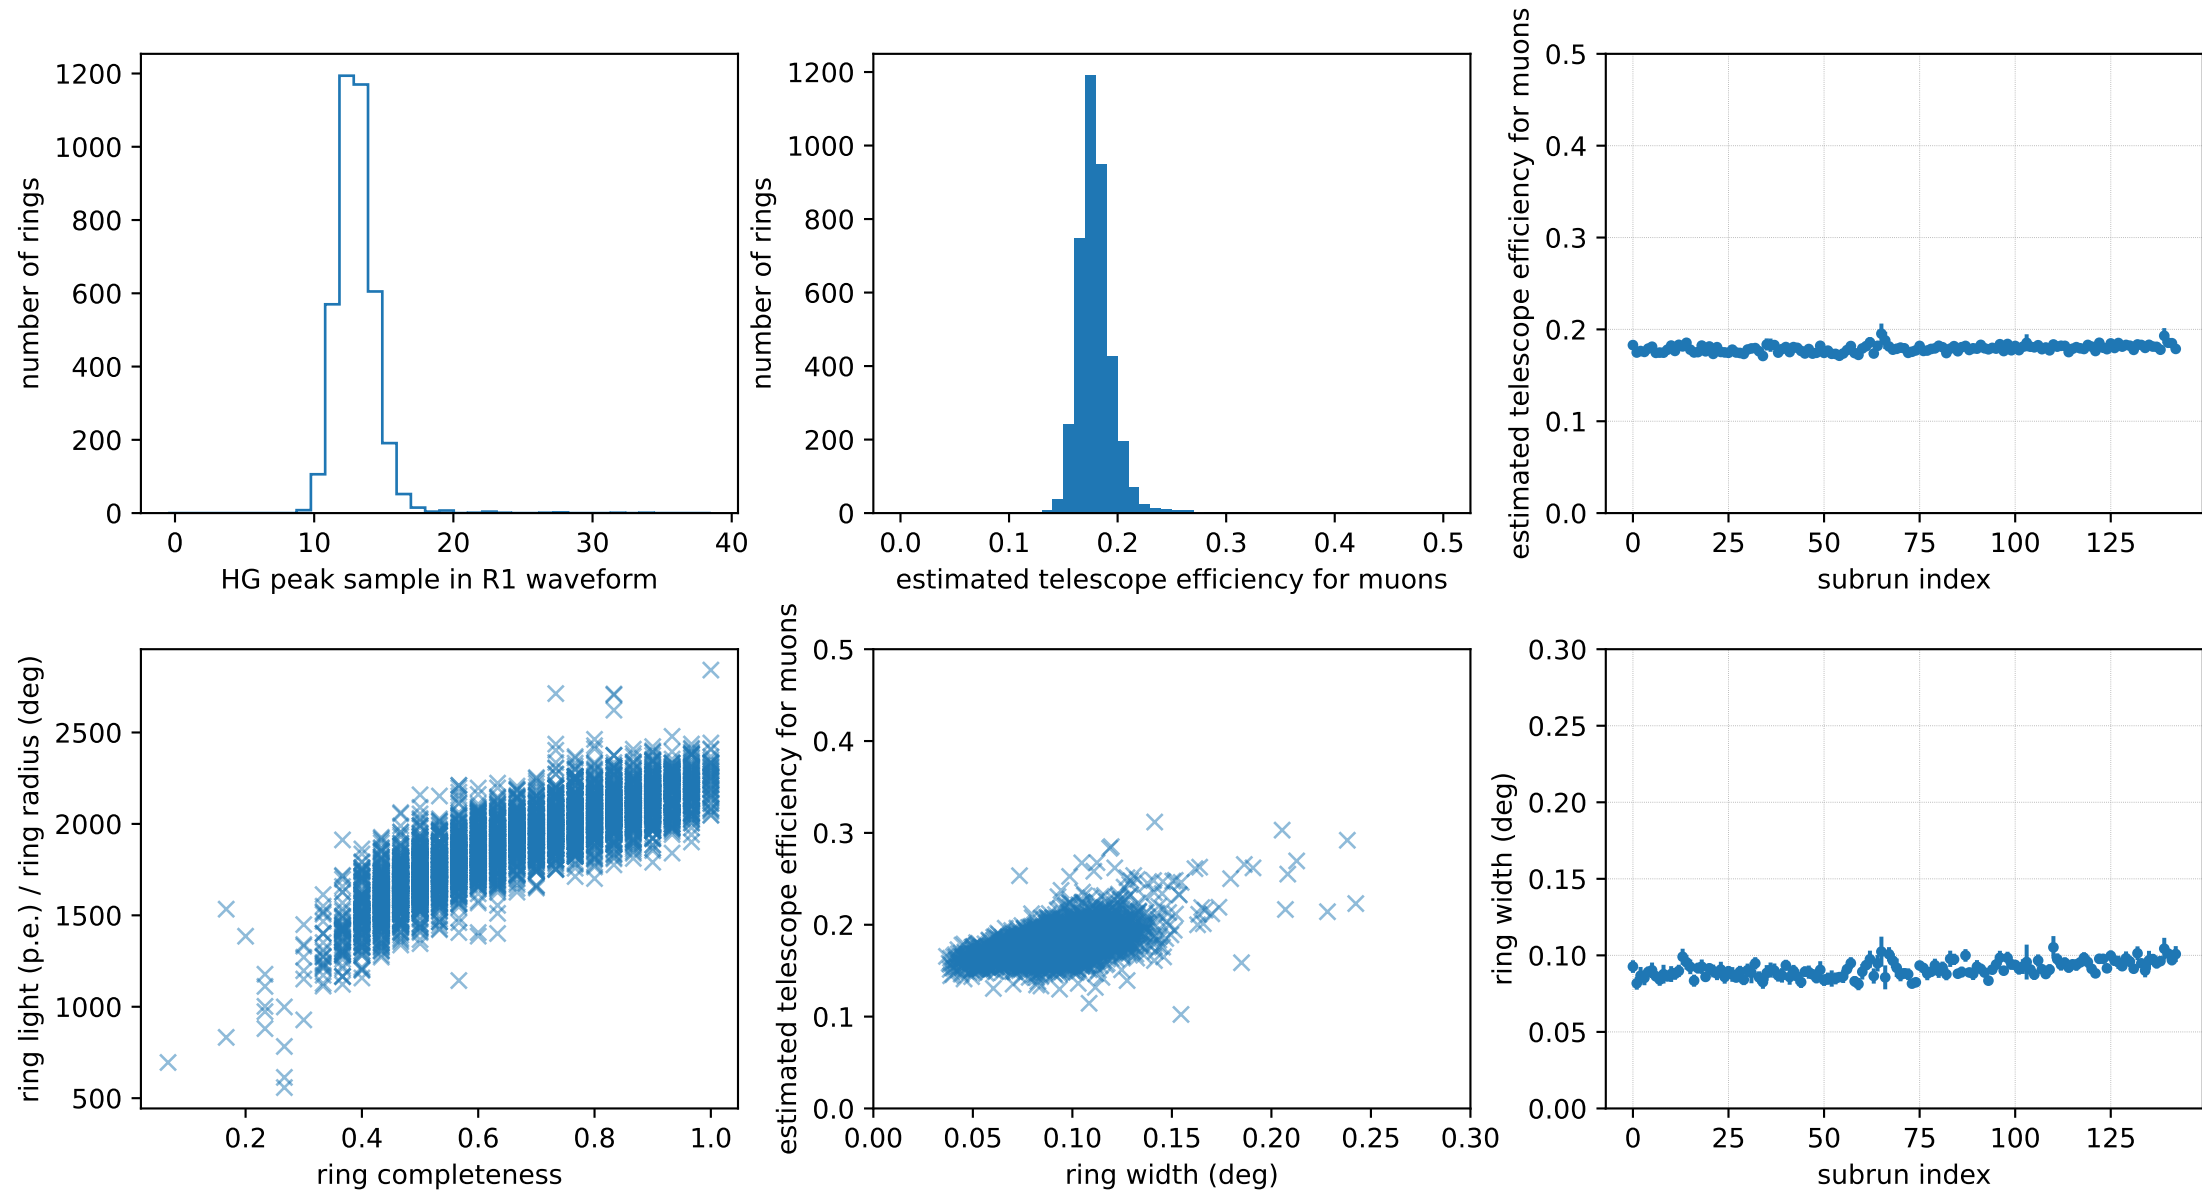 number of rings
1200
1000
800
600
400
200
0
0 10 20 30 40
HG peak sample in R1 waveform
number of rings
1200
1000
800
600
400
200
0
0.0 0.1 0.2 0.3 0.4 0.5
estimated telescope efficiency for muons
estimated telescope efficiency for muons
0.5
0.4
0.3
0.2
0.1
0.0
0 25 50 75 100 125
subrun index
ring light (p.e.) / ring radius (deg)
2500
2000
1500
1000
500
0.2 0.4 0.6 0.8 1.0
ring completeness
estimated telescope efficiency for muons
0.5
0.4
0.3
0.2
0.1
0.0
0.00 0.05 0.10 0.15 0.20 0.25 0.30
ring width (deg)
ring width (deg)
0.30
0.25
0.20
0.15
0.10
0.05
0.00
0 25 50 75 100 125
subrun index